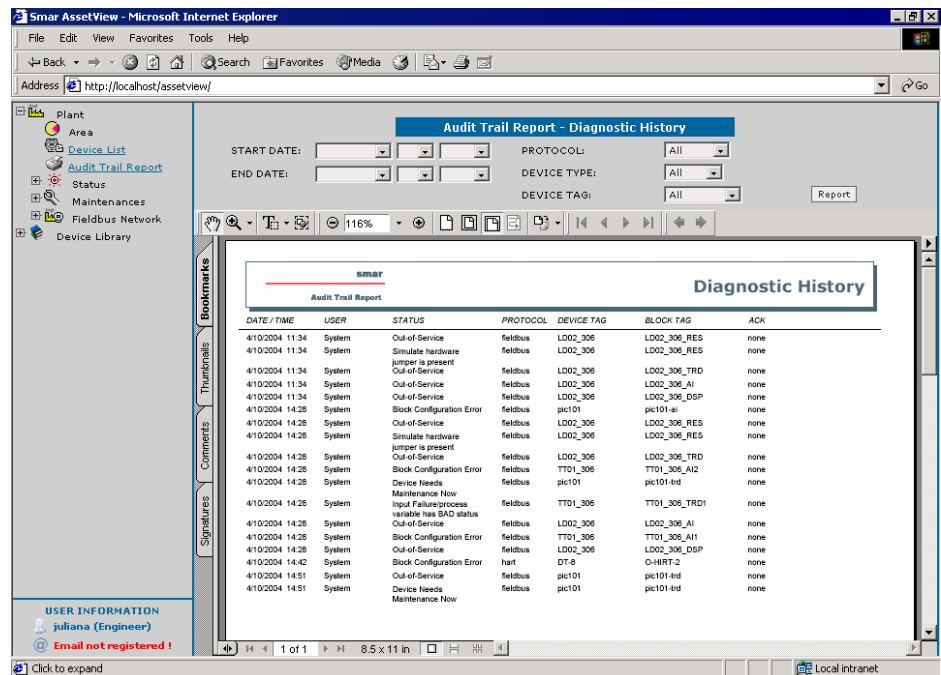 Smar AssetView - Microsoft Internet Explorer
File Edit View Favorites Tools Help
Back Search Favorites Media
Address http://localhost/assetview/ Go
Plant
Area
Device List
Audit Trail Report
Status
Maintenances
Fieldbus Network
Device Library
Audit Trail Report - Diagnostic History
START DATE: PROTOCOL: All
END DATE: DEVICE TYPE: All
DEVICE TAG: All Report
116%
Bookmarks
Thumbnails
Comments
Signatures
smar
Audit Trail Report
Diagnostic History
DATE / TIME USER STATUS PROTOCOL DEVICE TAG BLOCK TAG ACK
4/10/2004 11:34 System Out-of-Service fieldbus LD02_306 LD02_306_RES none
4/10/2004 11:34 System Simulate hardware jumper is present fieldbus LD02_306 LD02_306_RES none
4/10/2004 11:34 System Out-of-Service fieldbus LD02_306 LD02_306_TRD none
4/10/2004 11:34 System Out-of-Service fieldbus LD02_306 LD02_306_AI none
4/10/2004 11:34 System Out-of-Service fieldbus LD02_306 LD02_306_DSP none
4/10/2004 14:28 System Block Configuration Error fieldbus pic101 pic101-ai none
4/10/2004 14:28 System Out-of-Service fieldbus LD02_306 LD02_306_RES none
4/10/2004 14:28 System Simulate hardware jumper is present fieldbus LD02_306 LD02_306_RES none
4/10/2004 14:28 System Out-of-Service fieldbus LD02_306 LD02_306_TRD none
4/10/2004 14:28 System Block Configuration Error fieldbus TT01_306 TT01_306_AI2 none
4/10/2004 14:28 System Device Needs Maintenance Now fieldbus pic101 pic101-trd none
4/10/2004 14:28 System Input Failure/process variable has BAD status fieldbus TT01_306 TT01_306_TRD1 none
4/10/2004 14:28 System Out-of-Service fieldbus LD02_306 LD02_306_AI none
4/10/2004 14:28 System Block Configuration Error fieldbus TT01_306 TT01_306_AI1 none
4/10/2004 14:28 System Out-of-Service fieldbus LD02_306 LD02_306_DSP none
4/10/2004 14:42 System Block Configuration Error hart DT-8 O-HIRT-2 none
4/10/2004 14:51 System Out-of-Service fieldbus pic101 pic101-trd none
4/10/2004 14:51 System Device Needs Maintenance Now fieldbus pic101 pic101-trd none
USER INFORMATION
juliana (Engineer)
Email not registered !
1 of 1 8.5 x 11 in
Click to expand Local intranet